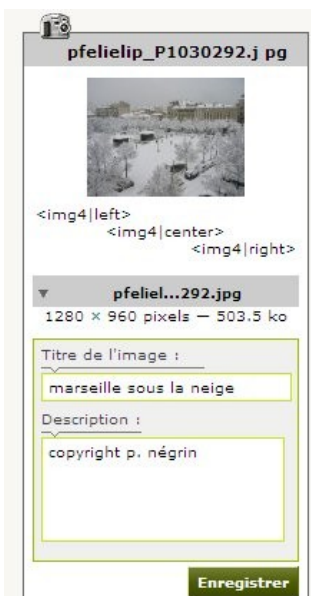 pfelielip_P1030292.j pg
<img4|left>
<img4|center>
<img4|right>
pfeliel...292.jpg
1280 × 960 pixels — 503.5 ko
Titre de l'image :
marseille sous la neige
Description :
copyright p. négrin
Enregistrer